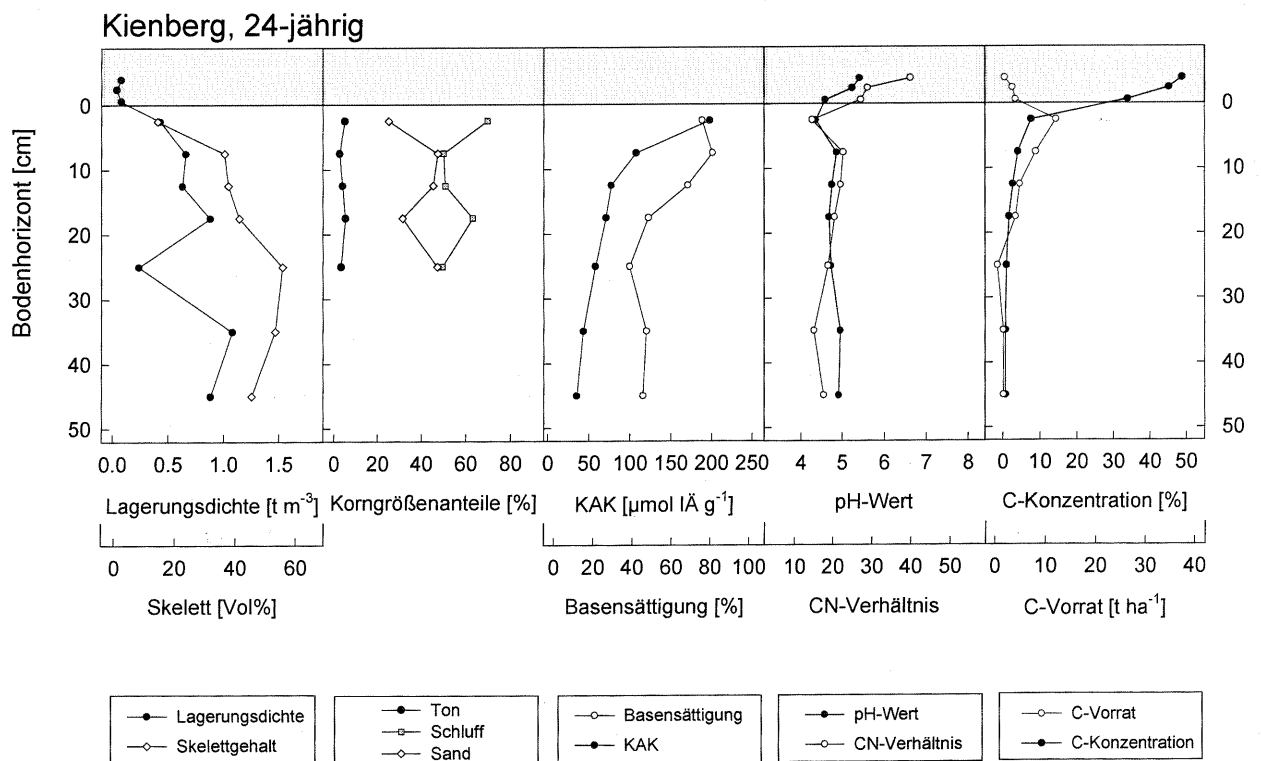 Kienberg, 24-jährig
Bodenhorizont [cm]
0
10
20
30
40
50
0
10
20
30
40
50
0.0 0.5 1.0 1.5
0 20 40 60 80
0 50 100 150 200 250
4 5 6 7 8
0 10 20 30 40 50
Lagerungsdichte [t m-3]
Korngrößenanteile [%]
KAK [µmol IÄ g-1]
pH-Wert
C-Konzentration [%]
0 20 40 60
0 20 40 60 80 100
10 20 30 40 50
0 10 20 30 40
Skelett [Vol%]
Basensättigung [%]
CN-Verhältnis
C-Vorrat [t ha-1]
Lagerungsdichte
Skelettgehalt
Ton
Schluff
Sand
Basensättigung
KAK
pH-Wert
CN-Verhältnis
C-Vorrat
C-Konzentration